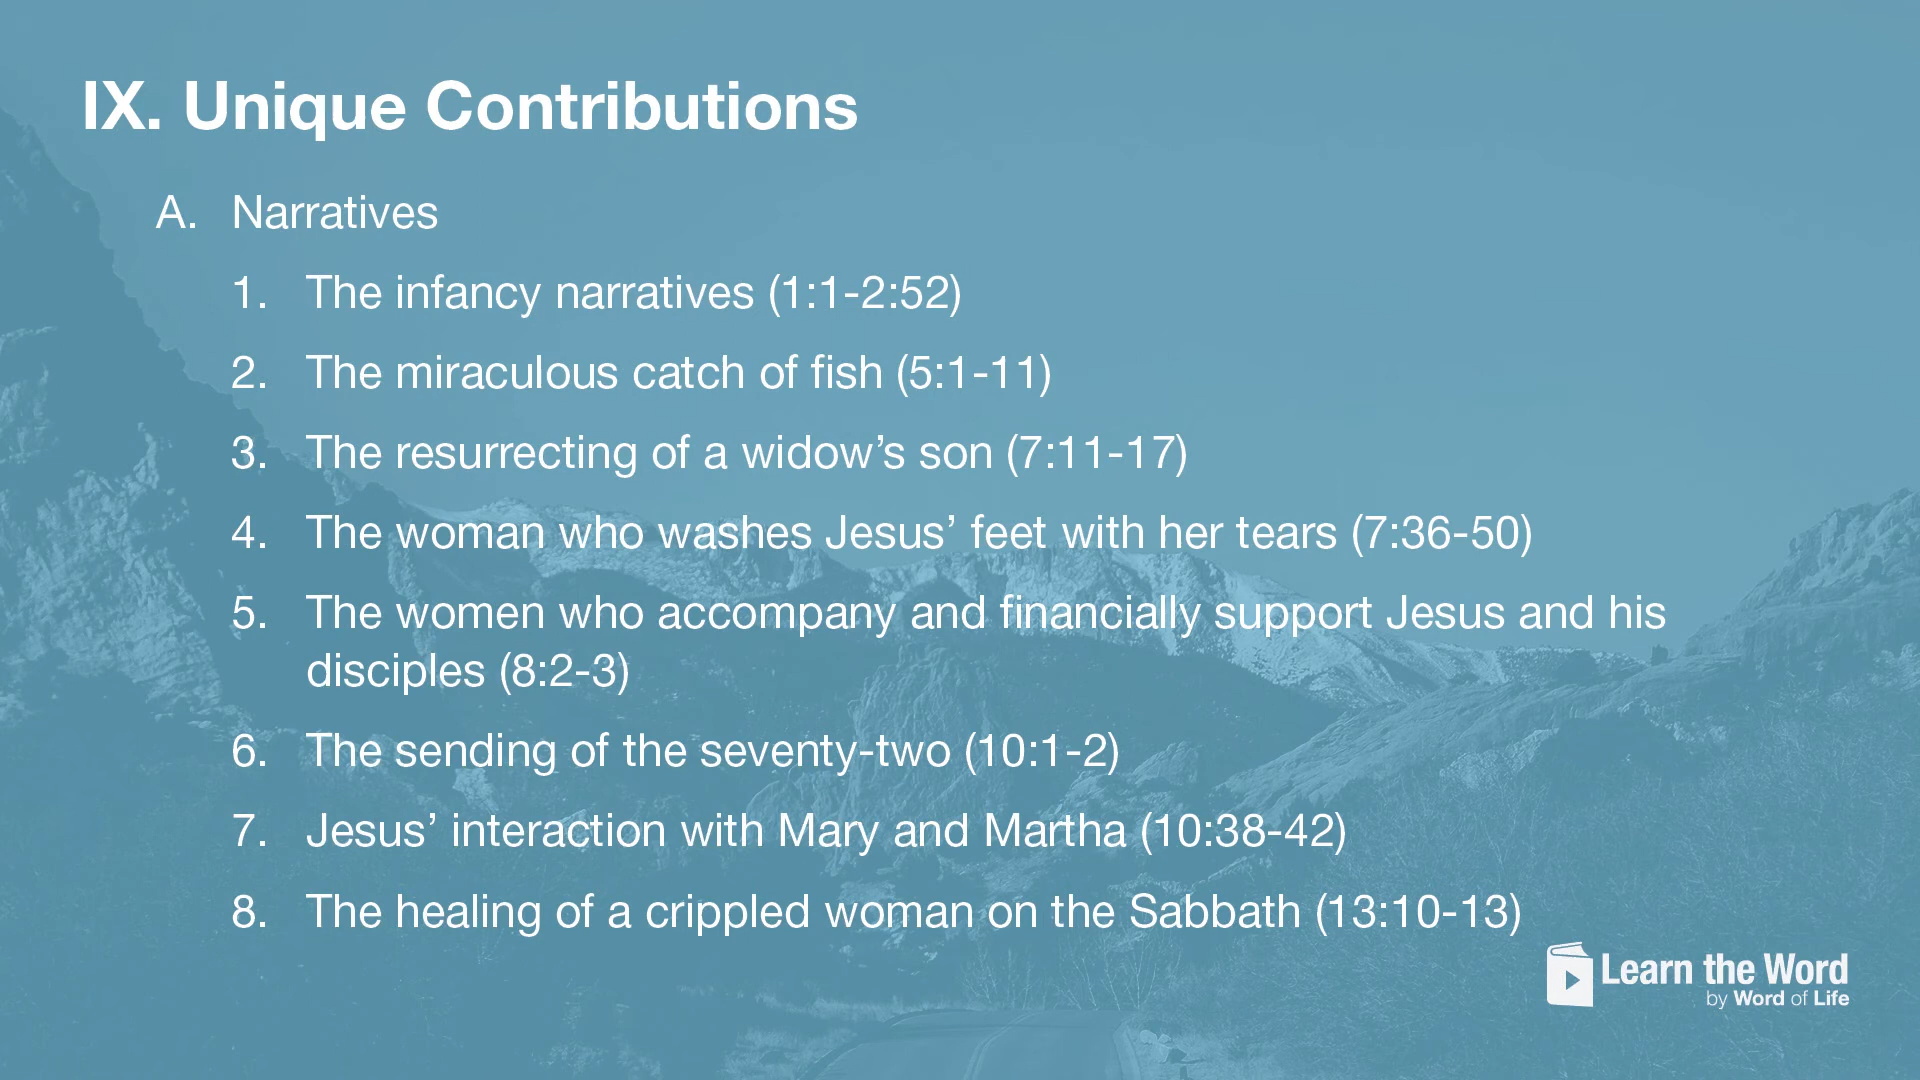 IX. Unique Contributions
A. Narratives
1. The infancy narratives (1:1-2:52)
2. The miraculous catch of fish (5:1-11)
3. The resurrecting of a widow’s son (7:11-17)
4. The woman who washes Jesus’ feet with her tears (7:36-50)
5. The women who accompany and financially support Jesus and his
disciples (8:2-3)
6. The sending of the seventy-two (10:1-2)
7. Jesus’ interaction with Mary and Martha (10:38-42)
8. The healing of a crippled woman on the Sabbath (13:10-13)
Learn the Word
by Word of Life